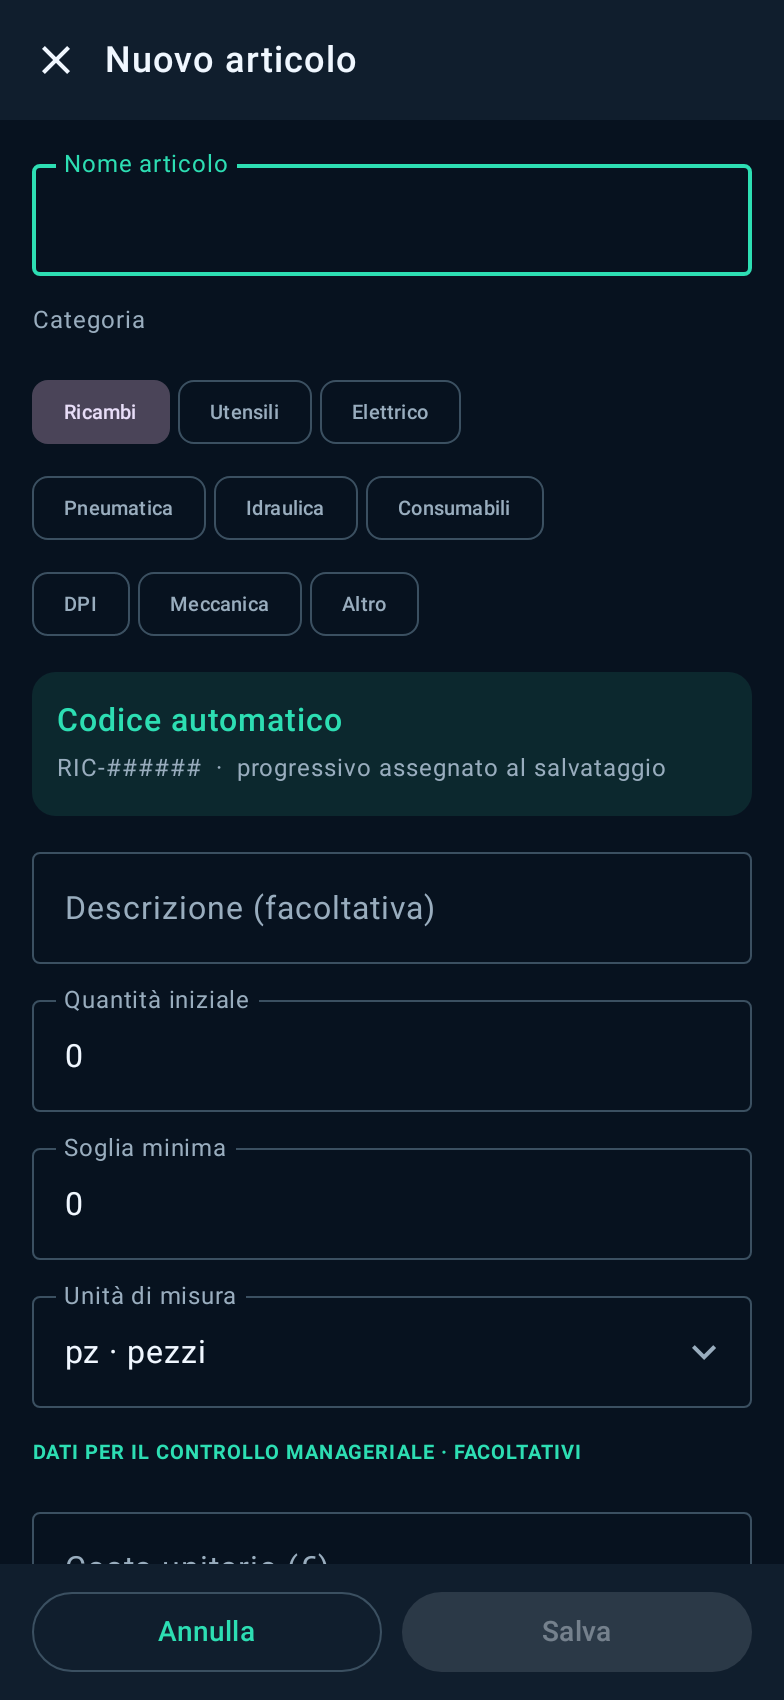 Nuovo articolo
Nome articolo
Categoria
Ricambi Utensili Elettrico
Pneumatica Idraulica Consumabili
DPI Meccanica Altro
Codice automatico
RIC-###### · progressivo assegnato al salvataggio
Descrizione (facoltativa)
Quantità iniziale
0
Soglia minima
0
Unità di misura
pz · pezzi
DATI PER IL CONTROLLO MANAGERIALE · FACOLTATIVI
Costo unitario (€)
Annulla Salva